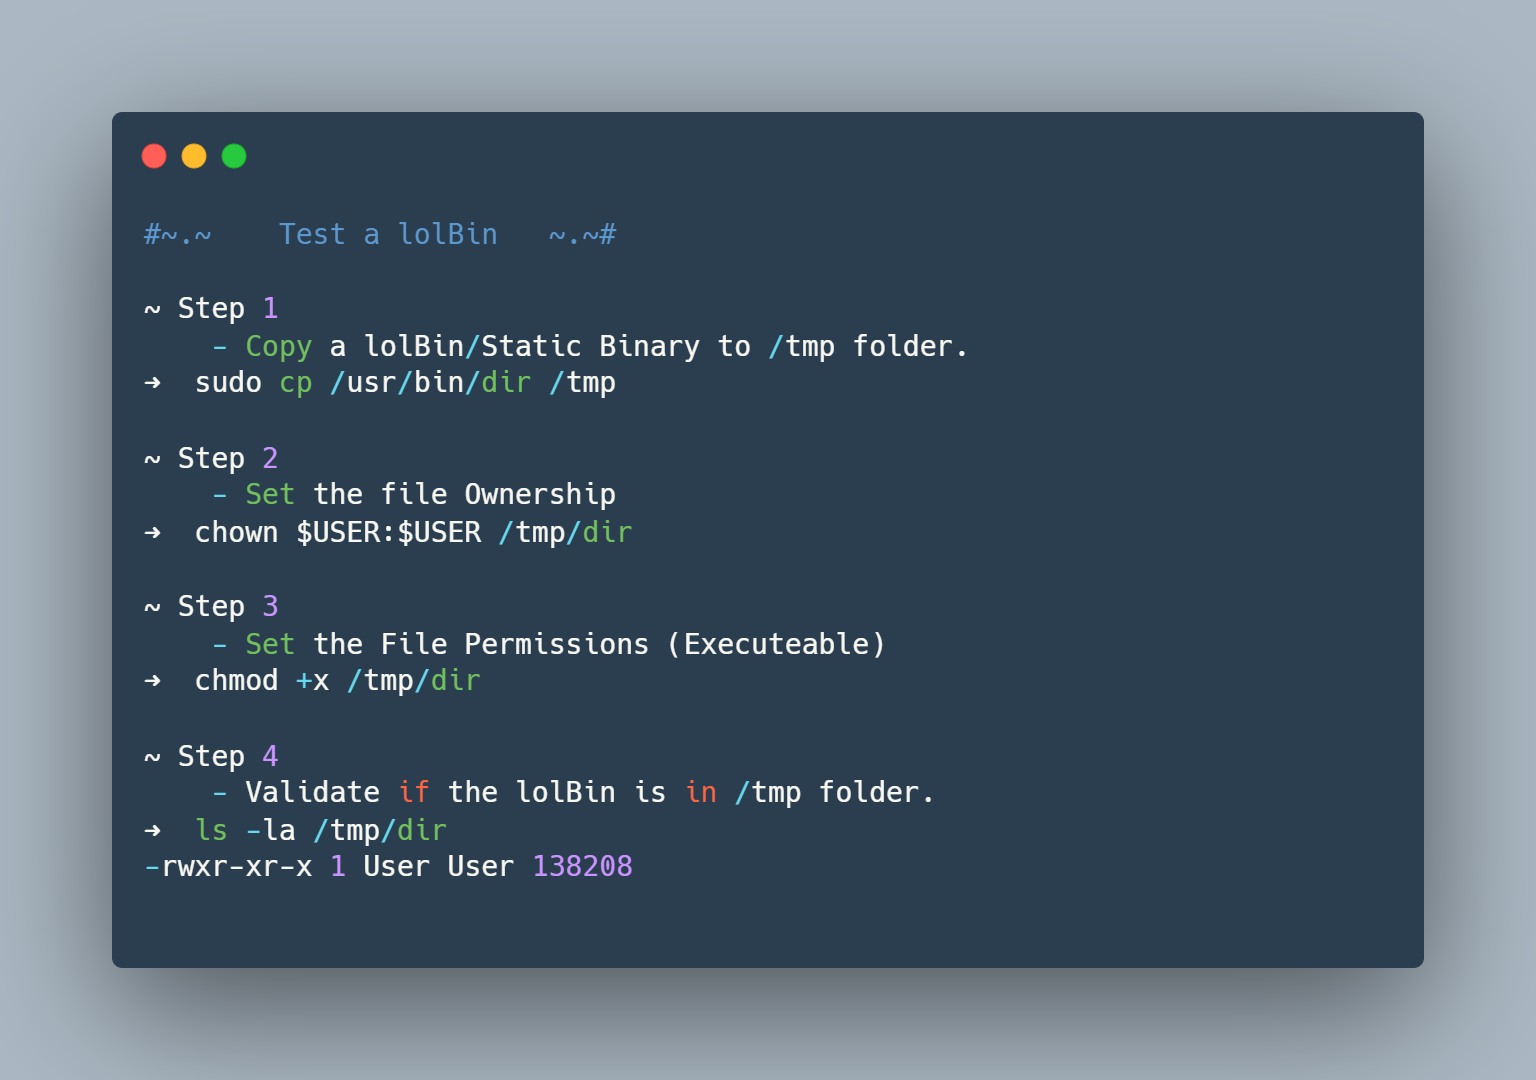 #~.~    Test a lolBin   ~.~#
~ Step 1
    - Copy a lolBin/Static Binary to /tmp folder.
➜  sudo cp /usr/bin/dir /tmp
~ Step 2
    - Set the file Ownership
➜  chown $USER:$USER /tmp/dir
~ Step 3
    - Set the File Permissions (Executeable)
➜  chmod +x /tmp/dir
~ Step 4
    - Validate if the lolBin is in /tmp folder.
➜  ls -la /tmp/dir
-rwxr-xr-x 1 User User 138208